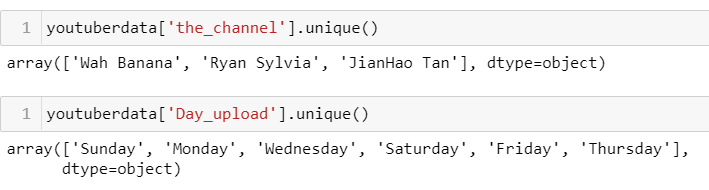 1 youtuberdata['the_channel'].unique()
array(['Wah Banana', 'Ryan Sylvia', 'JianHao Tan'], dtype=object)
1 youtuberdata['Day_upload'].unique()
array(['Sunday', 'Monday', 'Wednesday', 'Saturday', 'Friday', 'Thursday'],
      dtype=object)